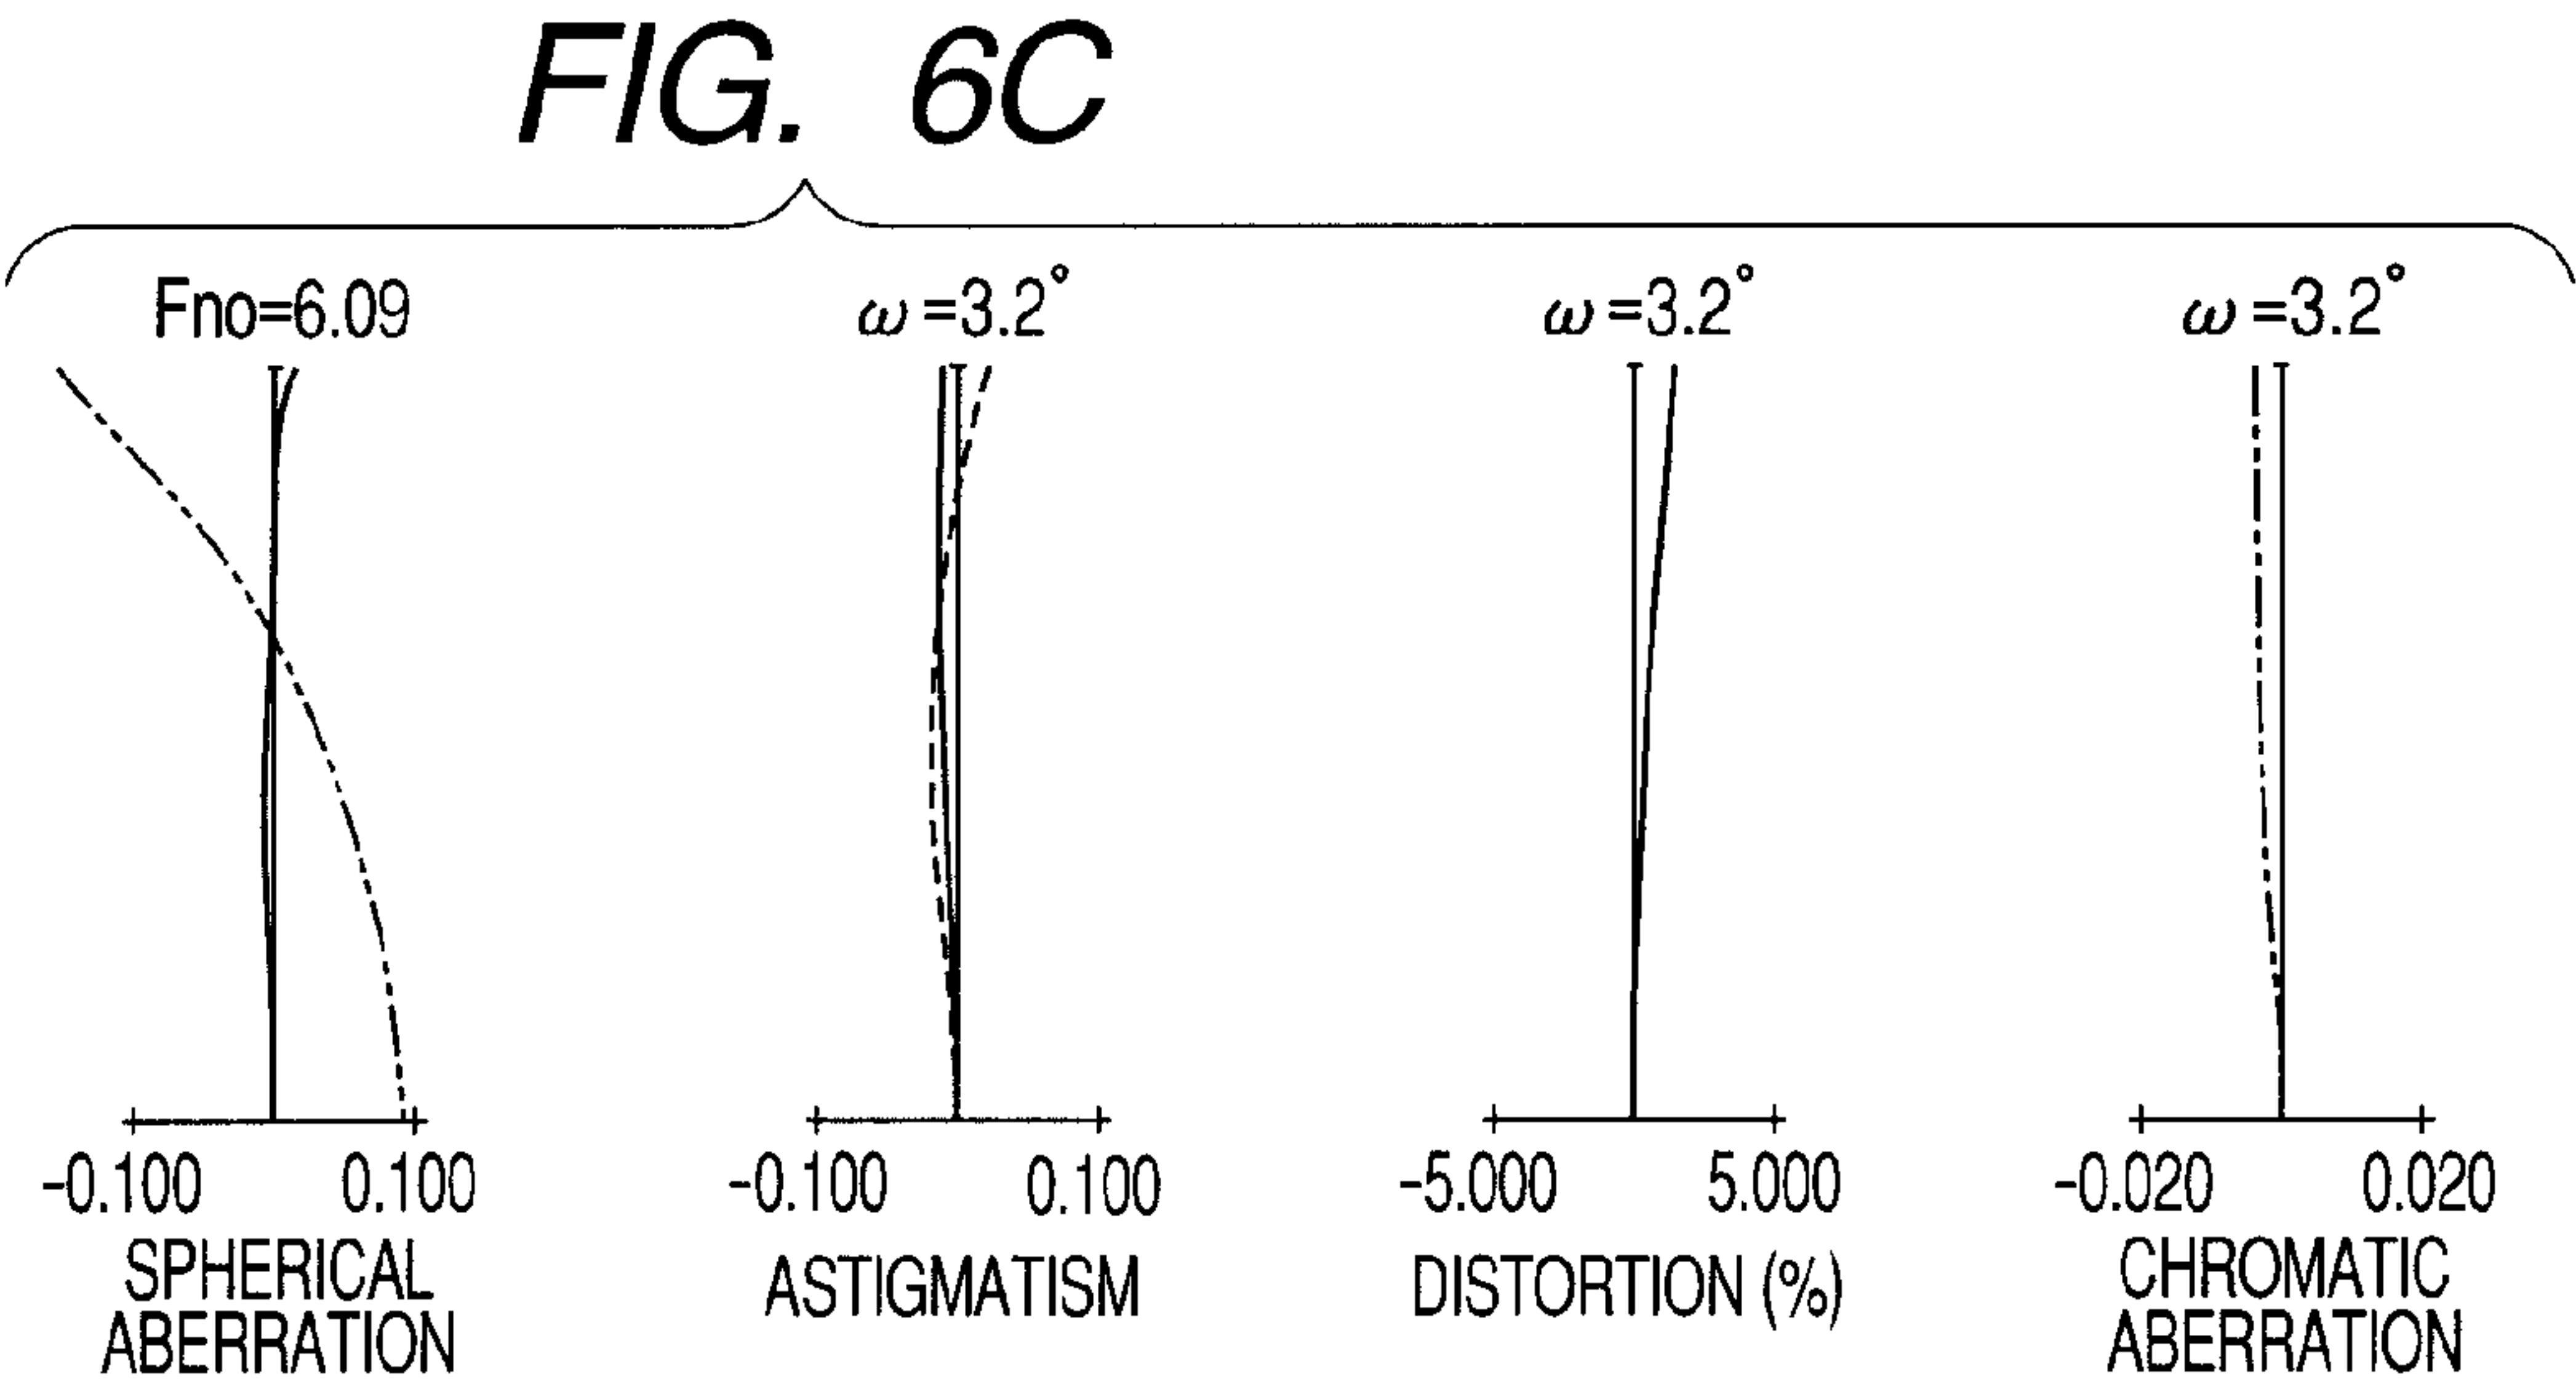 FIG. 6C
Fno=6.09
ω=3.2°
ω=3.2°
ω=3.2°
-0.100 0.100
-0.100 0.100
-5.000 5.000
-0.020 0.020
SPHERICAL
ABERRATION
ASTIGMATISM
DISTORTION (%)
CHROMATIC
ABERRATION